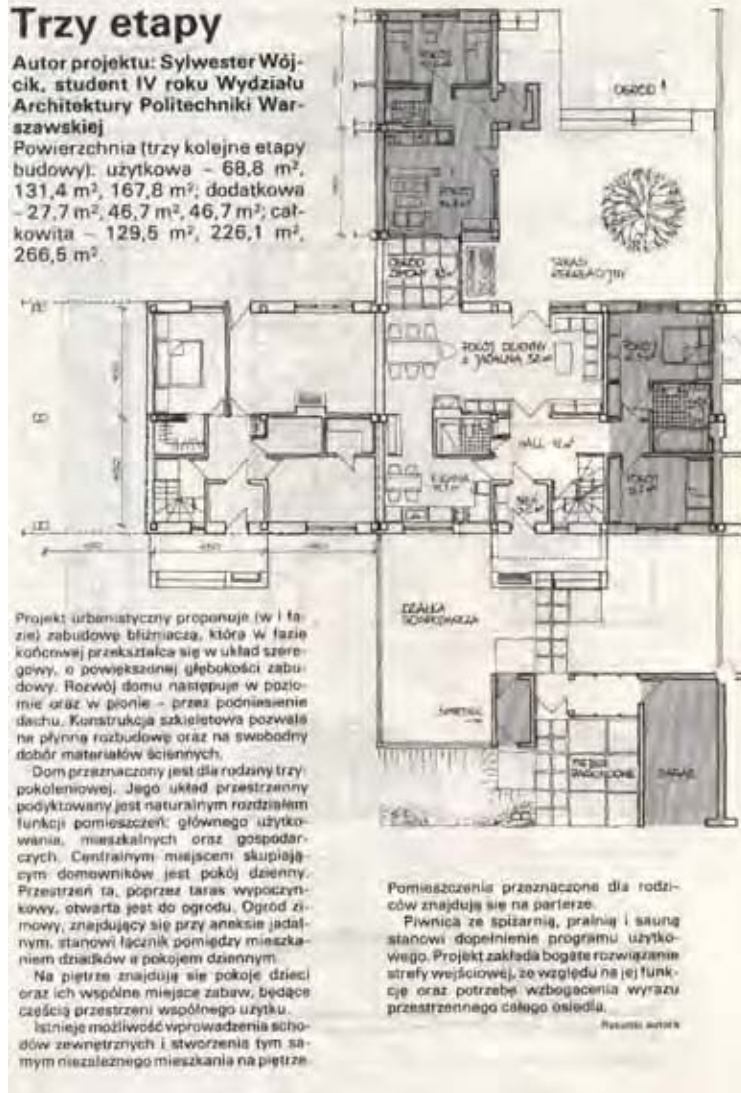 Trzy etapy
Autor projektu: Sylwester Wój-
cik, student IV roku Wydziału
Architektury Politechniki War-
szawskiej
Powierzchnia (trzy kolejne etapy
budowy): użytkowa – 68,8 m²,
131,4 m², 167,8 m²; dodatkowa
– 27,7 m², 46,7 m², 46,7 m²; cał-
kowita – 129,5 m², 226,1 m²,
266,5 m².
POKÓJ
OGRÓD
POKÓJ
OGRÓD
ZIMOWY
TARAS
REKREACYJNY
POKÓJ DZIENNY
Z JADALNIĄ
POKÓJ
HALL 12 m²
KUCHNIA
POKÓJ
DZIAŁKA
GOSPODARCZA
ŚMIETNIK
MIEJSCE
PARKINGOWE
GARAŻ
Projekt urbanistyczny proponuje (w I fa-
zie) zabudowę bliźniaczą, która w fazie
końcowej przekształca się w układ szere-
gowy, o powiększonej głębokości zabu-
dowy. Rozwój domu następuje w pozio-
mie oraz w pionie – przez podniesienie
dachu. Konstrukcja szkieletowa pozwala
na płynną rozbudowę oraz na swobodny
dobór materiałów ściennych.
Dom przeznaczony jest dla rodziny trzy-
pokoleniowej. Jego układ przestrzenny
podyktowany jest naturalnym rozdziałem
funkcji pomieszczeń: głównego użytko-
wania, mieszkalnych oraz gospodar-
czych. Centralnym miejscem skupiają-
cym domowników jest pokój dzienny.
Przestrzeń ta, poprzez taras wypoczyn-
kowy, otwarta jest do ogrodu. Ogród zi-
mowy, znajdujący się przy aneksie jadal-
nym, stanowi łącznik pomiędzy mieszka-
niem dziadków a pokojem dziennym.
Na piętrze znajdują się pokoje dzieci
oraz ich wspólne miejsce zabaw, będące
częścią przestrzeni wspólnego użytku.
Istnieje możliwość wprowadzenia scho-
dów zewnętrznych i stworzenia tym sa-
mym niezależnego mieszkania na piętrze.
Pomieszczenia przeznaczone dla rodzi-
ców znajdują się na parterze.
Piwnica ze spiżarnią, pralnią i sauną
stanowi dopełnienie programu użytko-
wego. Projekt zakłada bogate rozwiązanie
strefy wejściowej, ze względu na jej funk-
cję oraz potrzebę wzbogacenia wyrazu
przestrzennego całego osiedla.
Rysunki autora